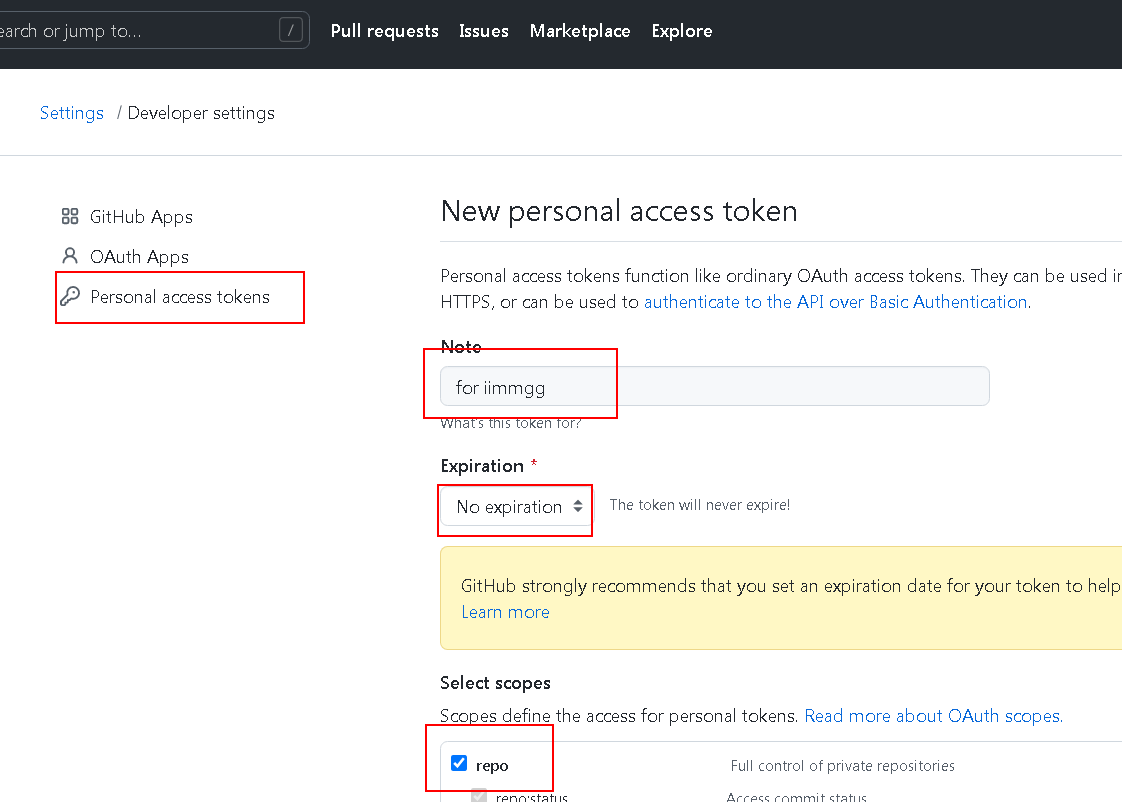 earch or jump to...
/
Pull requests Issues Marketplace Explore
Settings / Developer settings
GitHub Apps
OAuth Apps
Personal access tokens
New personal access token
Personal access tokens function like ordinary OAuth access tokens. They can be used in
HTTPS, or can be used to authenticate to the API over Basic Authentication.
Note
for iimmgg
What's this token for?
Expiration *
No expiration
The token will never expire!
GitHub strongly recommends that you set an expiration date for your token to help
Learn more
Select scopes
Scopes define the access for personal tokens. Read more about OAuth scopes.
repo Full control of private repositories
repo:status Access commit status